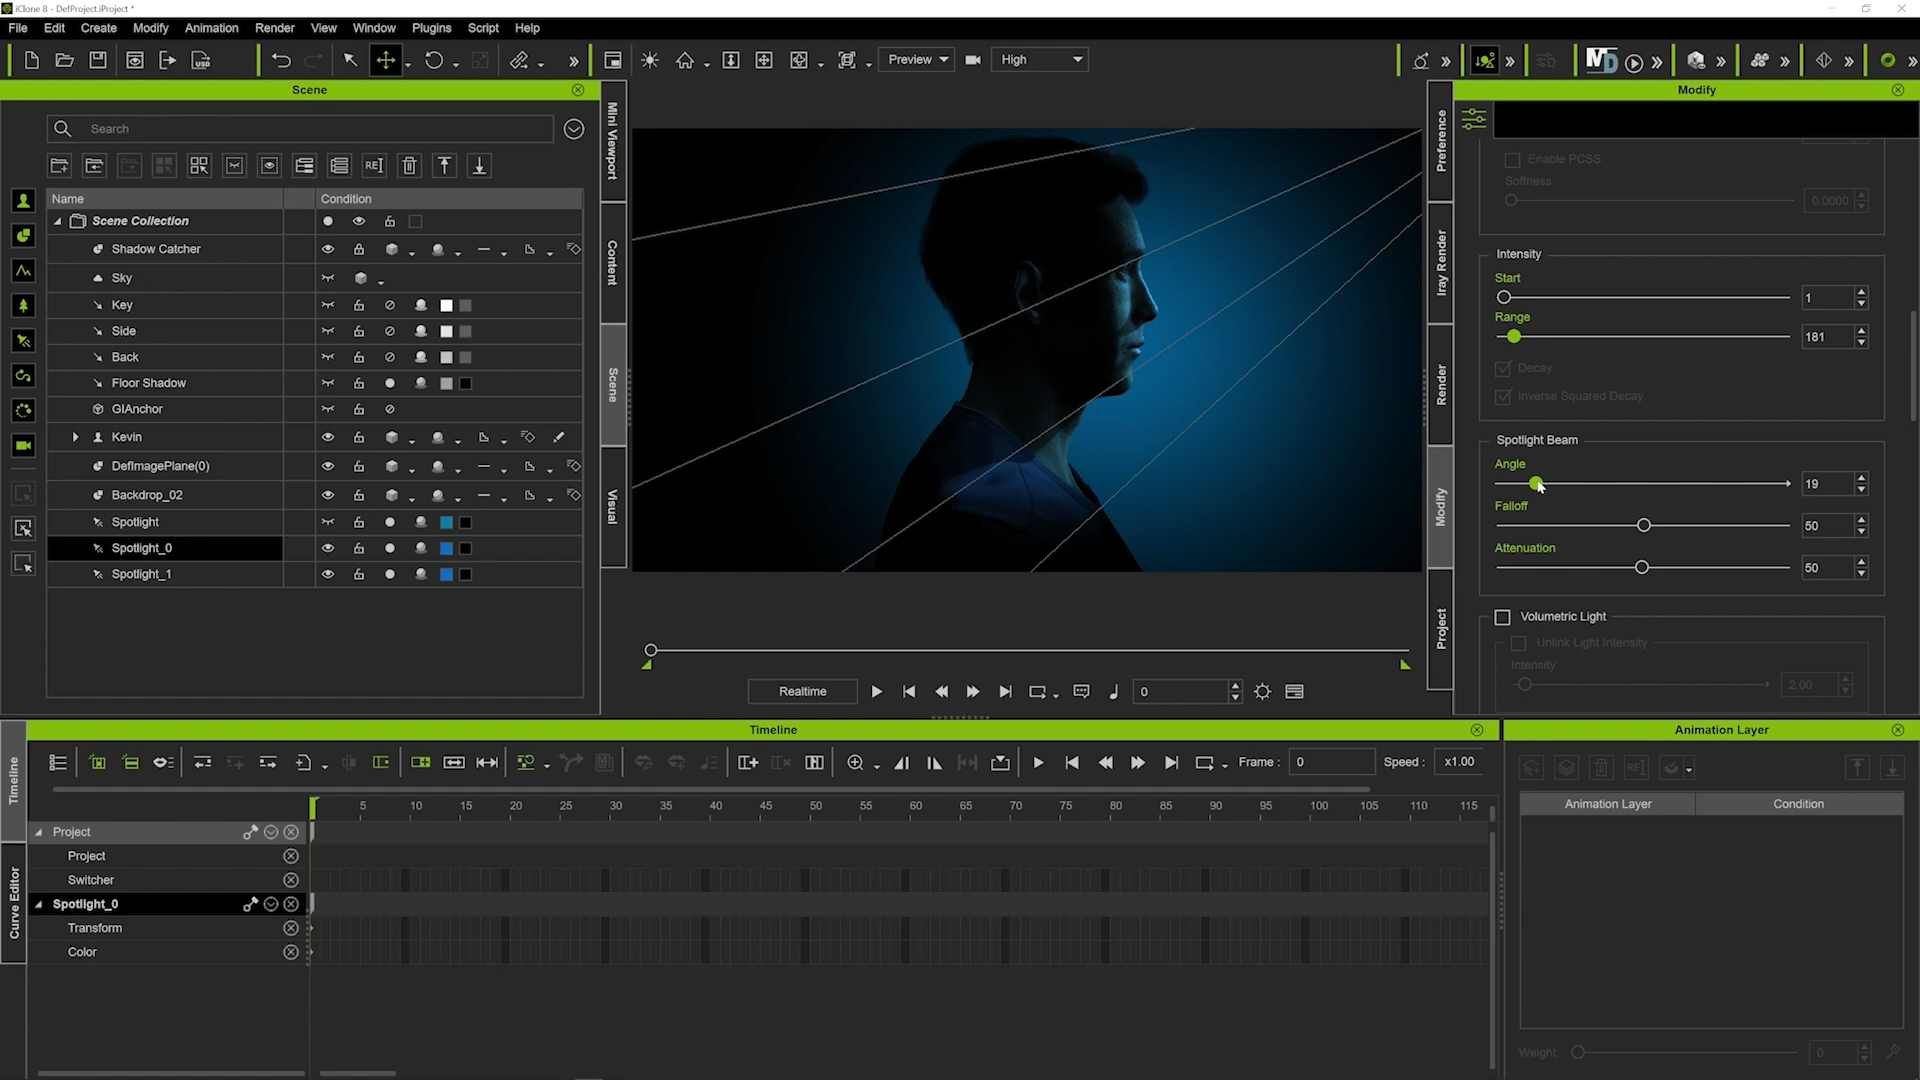 iClone 8 - DefProject.iProject *
File Edit Create Modify Animation Render View Window Plugins Script Help
USD Preview High MD
Scene
Search
REI
Name Condition
Scene Collection
Shadow Catcher
Sky
Key
Side
Back
Floor Shadow
GIAnchor
Kevin
DefImagePlane(0)
Backdrop_02
Spotlight
Spotlight_0
Spotlight_1
Mini Viewport
Content
Scene
Visual
Realtime 0
Preference
Iray Render
Render
Modify
Project
Modify
Enable PCSS
Softness
0.0000
Intensity
Start
1
Range
181
Decay
Inverse Squared Decay
Spotlight Beam
Angle
19
Falloff
50
Attenuation
50
Volumetric Light
Unlink Light Intensity
Intensity
2.00
Timeline
Curve Editor
Timeline
Frame : 0 Speed : x1.00
5 10 15 20 25 30 35 40 45 50 55 60 65 70 75 80 85 90 95 100 105 110 115
Project
Project
Switcher
Spotlight_0
Transform
Color
Animation Layer
REI
Animation Layer Condition
Weight: 0